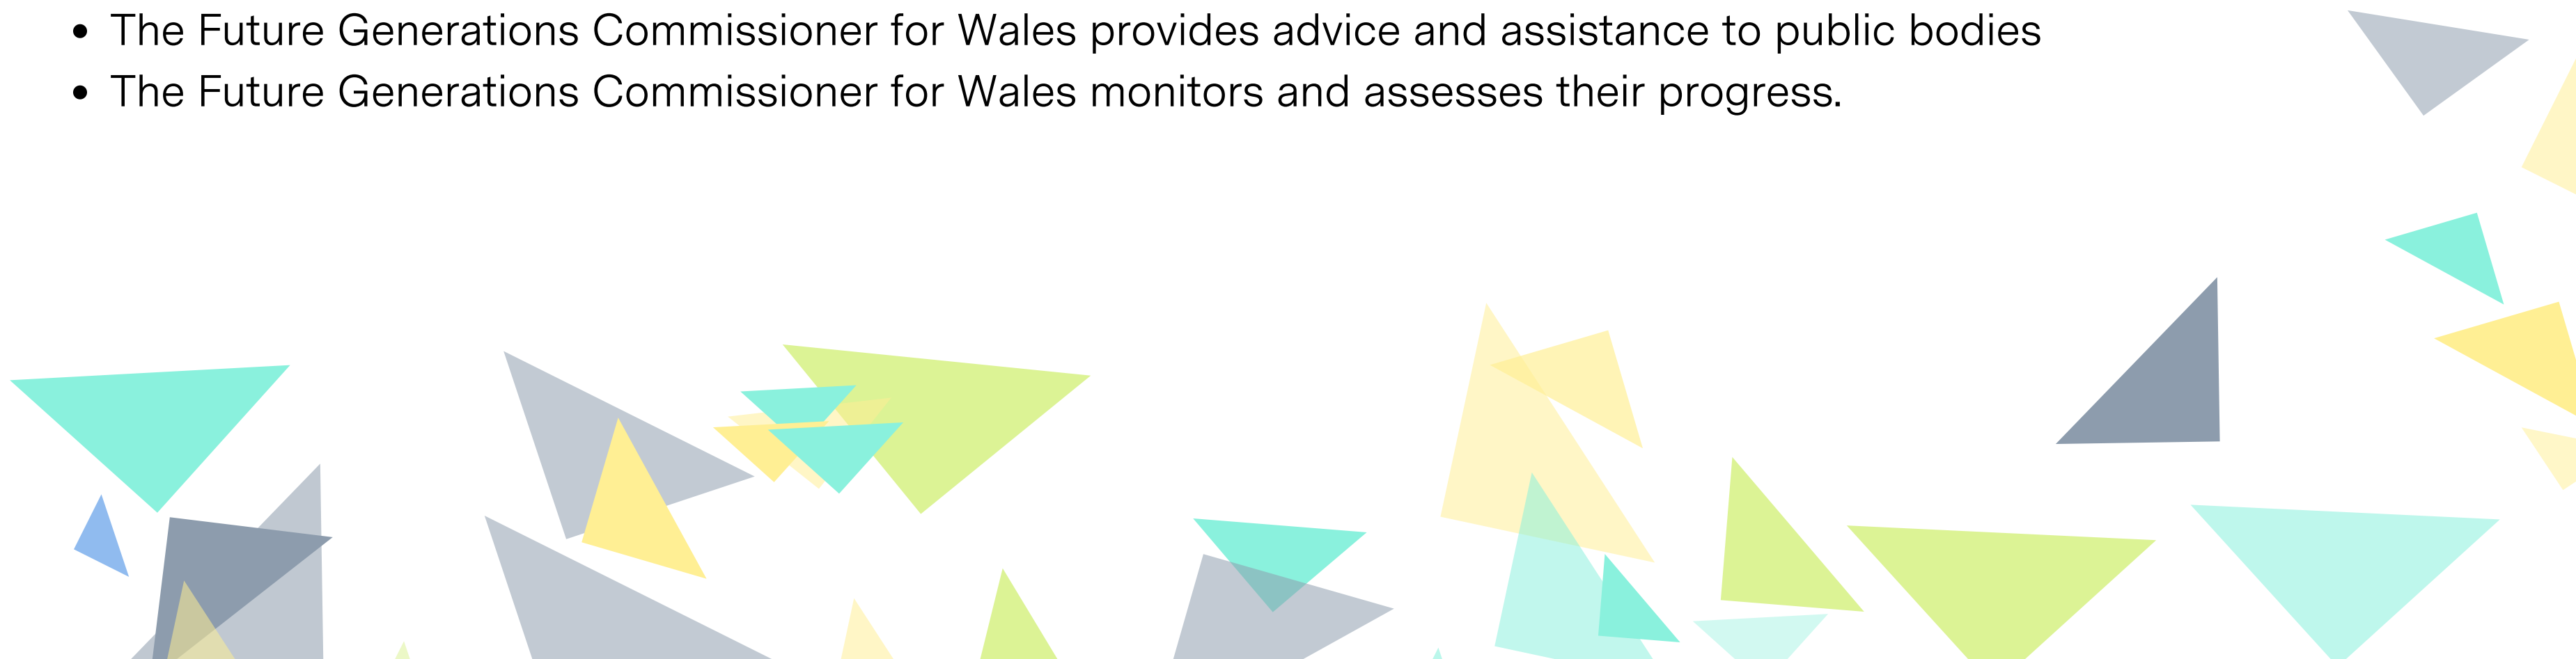 • The Future Generations Commissioner for Wales provides advice and assistance to public bodies
• The Future Generations Commissioner for Wales monitors and assesses their progress.